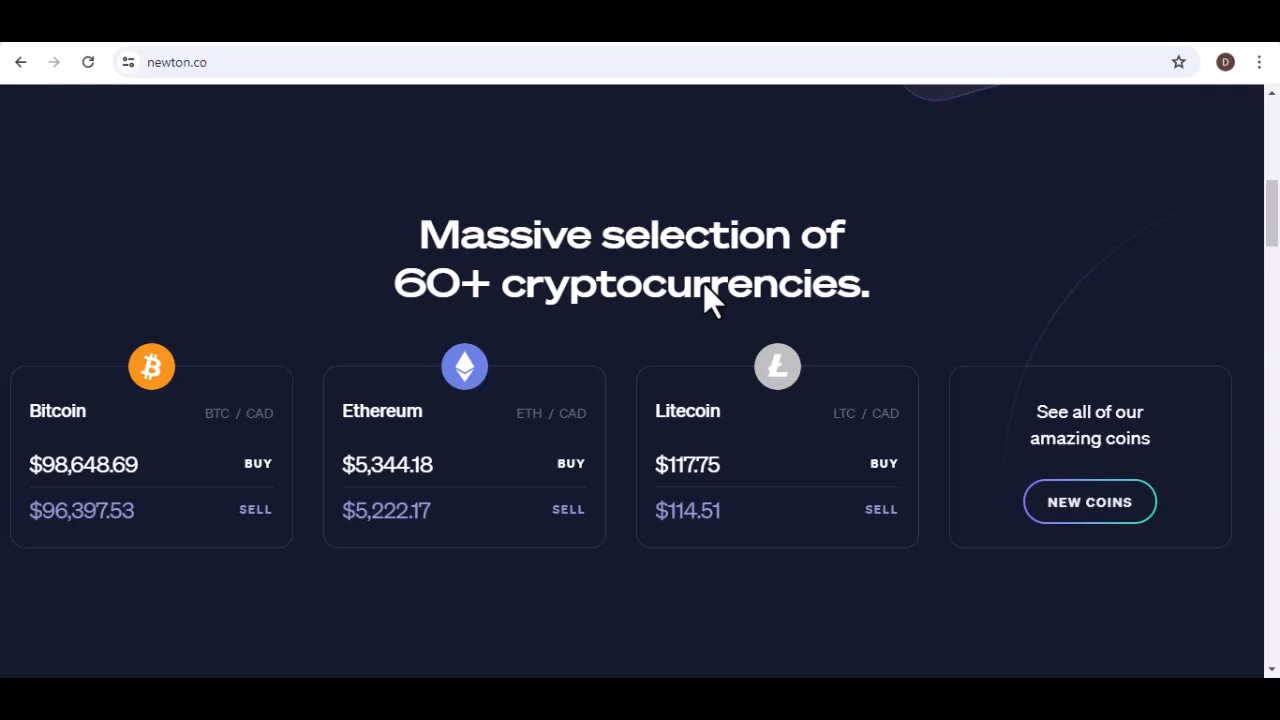 newton.co
D
Massive selection of
60+ cryptocurrencies.
Bitcoin BTC / CAD
$98,648.69 BUY
$96,397.53 SELL
Ethereum ETH / CAD
$5,344.18 BUY
$5,222.17 SELL
Litecoin LTC / CAD
$117.75 BUY
$114.51 SELL
See all of our
amazing coins
NEW COINS